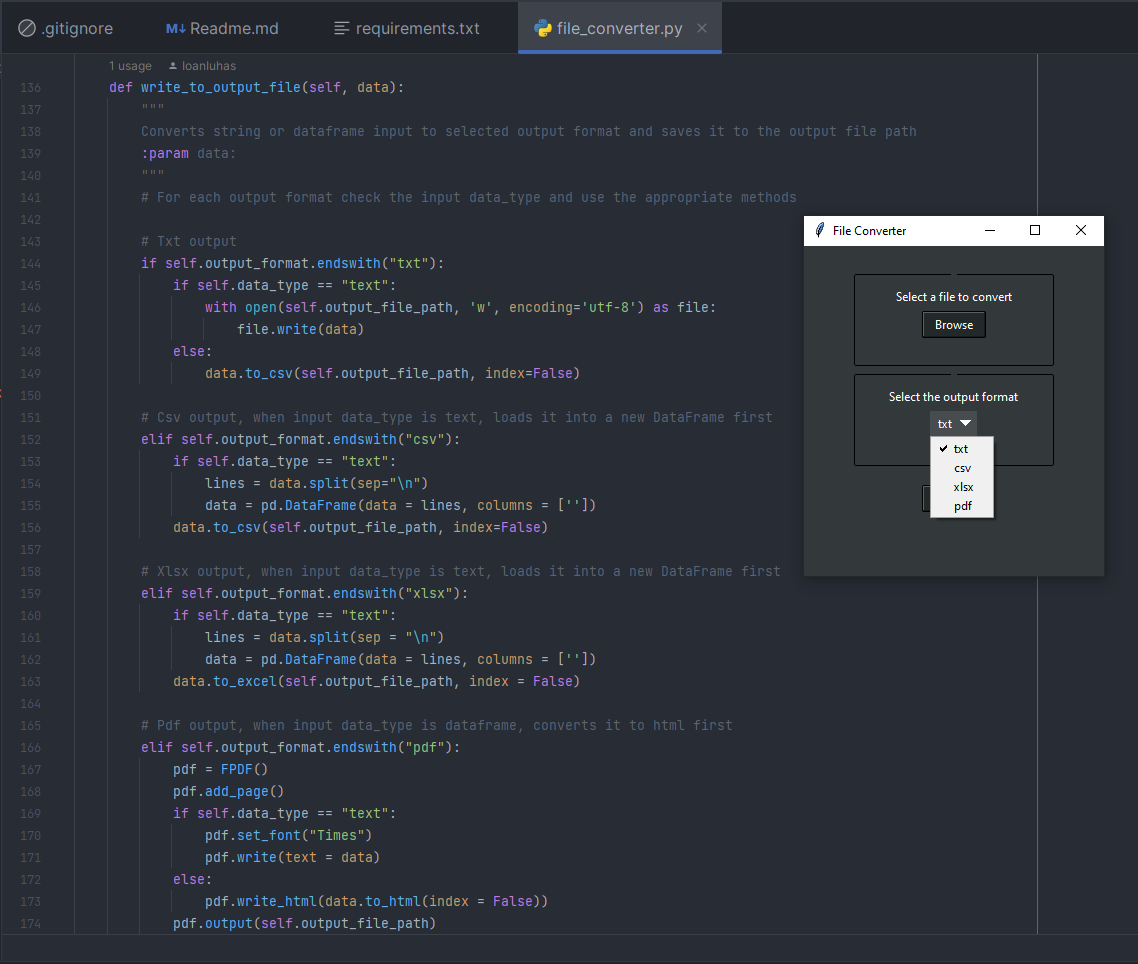 .gitignore
M↓ Readme.md
requirements.txt
file_converter.py
1 usage loanluhas
136 def write_to_output_file(self, data):
137 """
138 Converts string or dataframe input to selected output format and saves it to the output file path
139 :param data:
140 """
141 # For each output format check the input data_type and use the appropriate methods
142
143 # Txt output
144 if self.output_format.endswith("txt"):
145 if self.data_type == "text":
146 with open(self.output_file_path, 'w', encoding='utf-8') as file:
147 file.write(data)
148 else:
149 data.to_csv(self.output_file_path, index=False)
150
151 # Csv output, when input data_type is text, loads it into a new DataFrame first
152 elif self.output_format.endswith("csv"):
153 if self.data_type == "text":
154 lines = data.split(sep="\n")
155 data = pd.DataFrame(data = lines, columns = [''])
156 data.to_csv(self.output_file_path, index=False)
157
158 # Xlsx output, when input data_type is text, loads it into a new DataFrame first
159 elif self.output_format.endswith("xlsx"):
160 if self.data_type == "text":
161 lines = data.split(sep = "\n")
162 data = pd.DataFrame(data = lines, columns = [''])
163 data.to_excel(self.output_file_path, index = False)
164
165 # Pdf output, when input data_type is dataframe, converts it to html first
166 elif self.output_format.endswith("pdf"):
167 pdf = FPDF()
168 pdf.add_page()
169 if self.data_type == "text":
170 pdf.set_font("Times")
171 pdf.write(text = data)
172 else:
173 pdf.write_html(data.to_html(index = False))
174 pdf.output(self.output_file_path)
File Converter
Select a file to convert
Browse
Select the output format
txt
txt
csv
xlsx
pdf